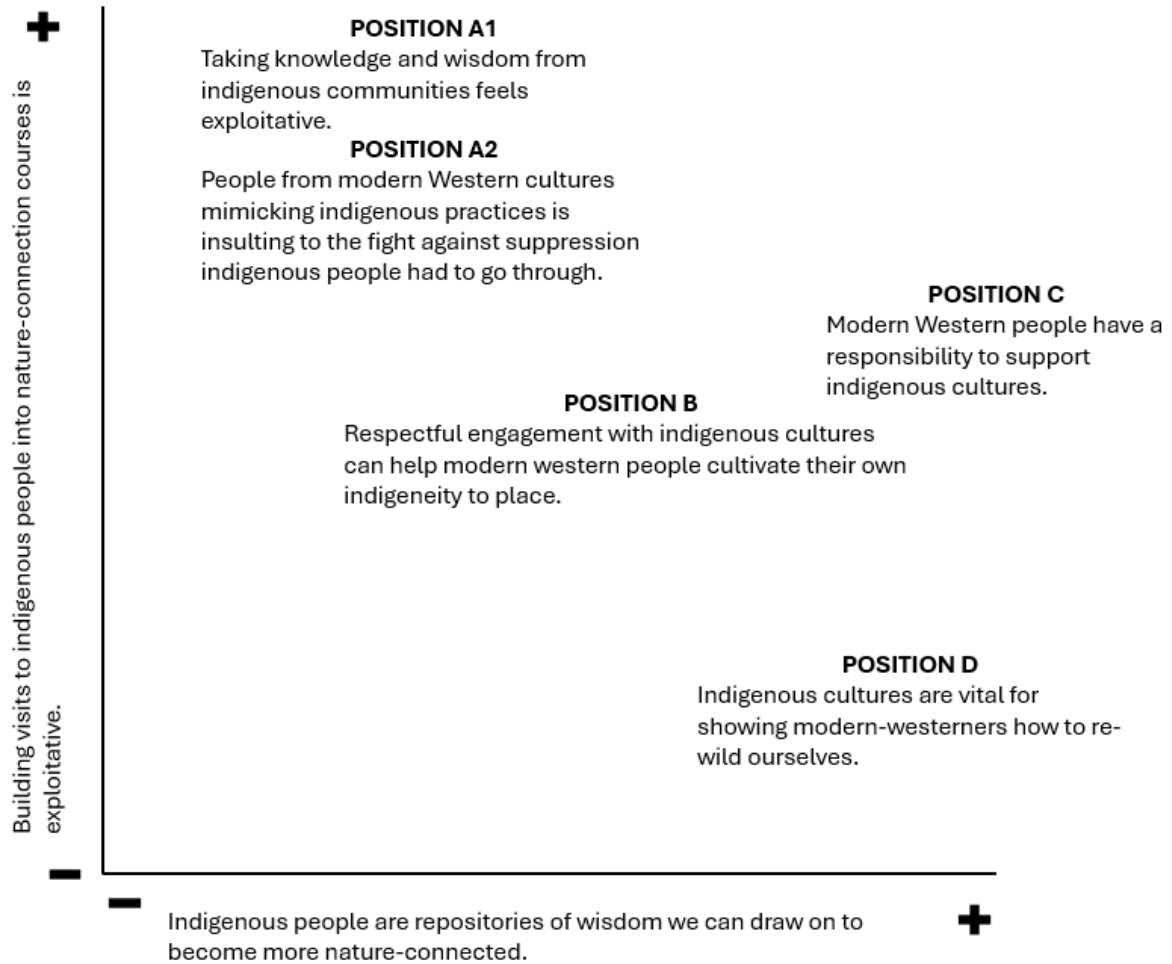 Building visits to indigenous people into nature-connection courses is
exploitative.
+
POSITION A1
Taking knowledge and wisdom from
indigenous communities feels
exploitative.
POSITION A2
People from modern Western cultures
mimicking indigenous practices is
insulting to the fight against suppression
indigenous people had to go through.
POSITION C
Modern Western people have a
responsibility to support
indigenous cultures.
POSITION B
Respectful engagement with indigenous cultures
can help modern western people cultivate their own
indigeneity to place.
POSITION D
Indigenous cultures are vital for
showing modern-westerners how to re-
wild ourselves.
−
−
Indigenous people are repositories of wisdom we can draw on to
become more nature-connected.
+